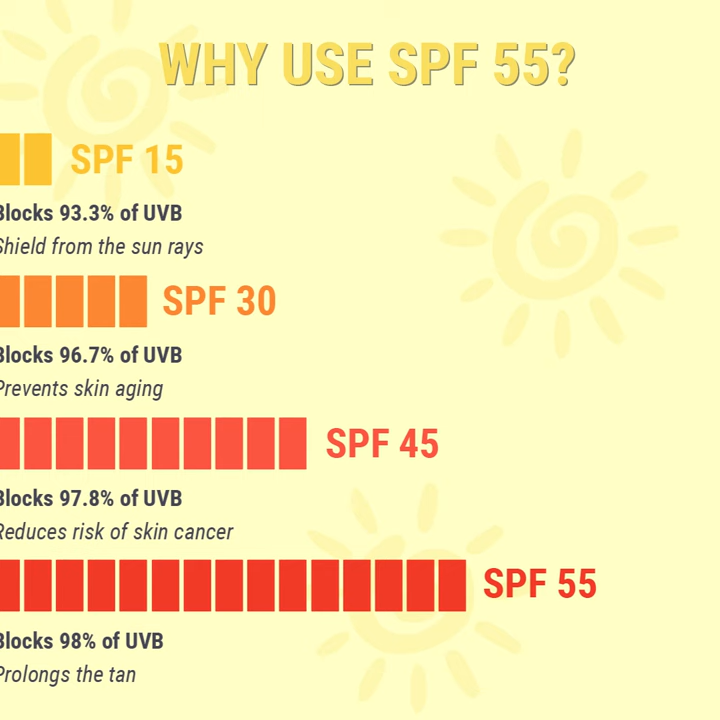 WHY USE SPF 55?
SPF 15
Blocks 93.3% of UVB
Shield from the sun rays
SPF 30
Blocks 96.7% of UVB
Prevents skin aging
SPF 45
Blocks 97.8% of UVB
Reduces risk of skin cancer
SPF 55
Blocks 98% of UVB
Prolongs the tan